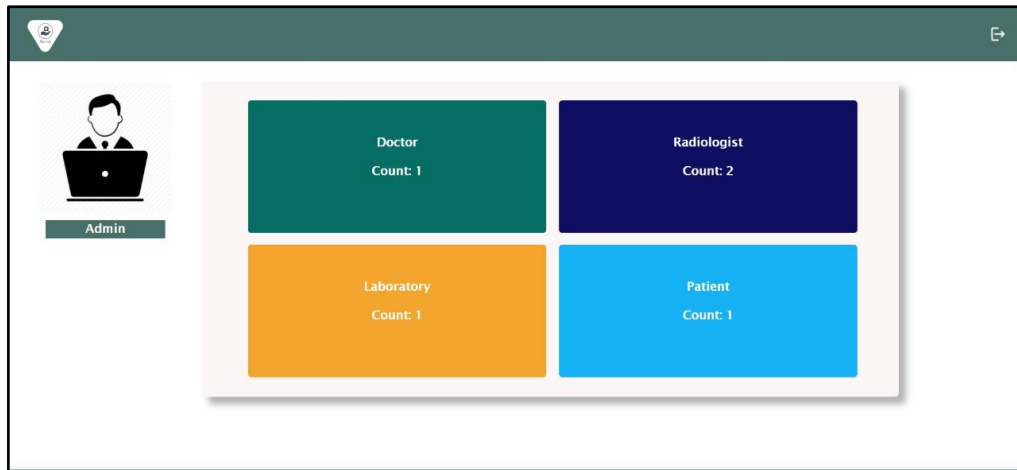 Doctor
Count: 1
Radiologist
Count: 2
Admin
Laboratory
Count: 1
Patient
Count: 1